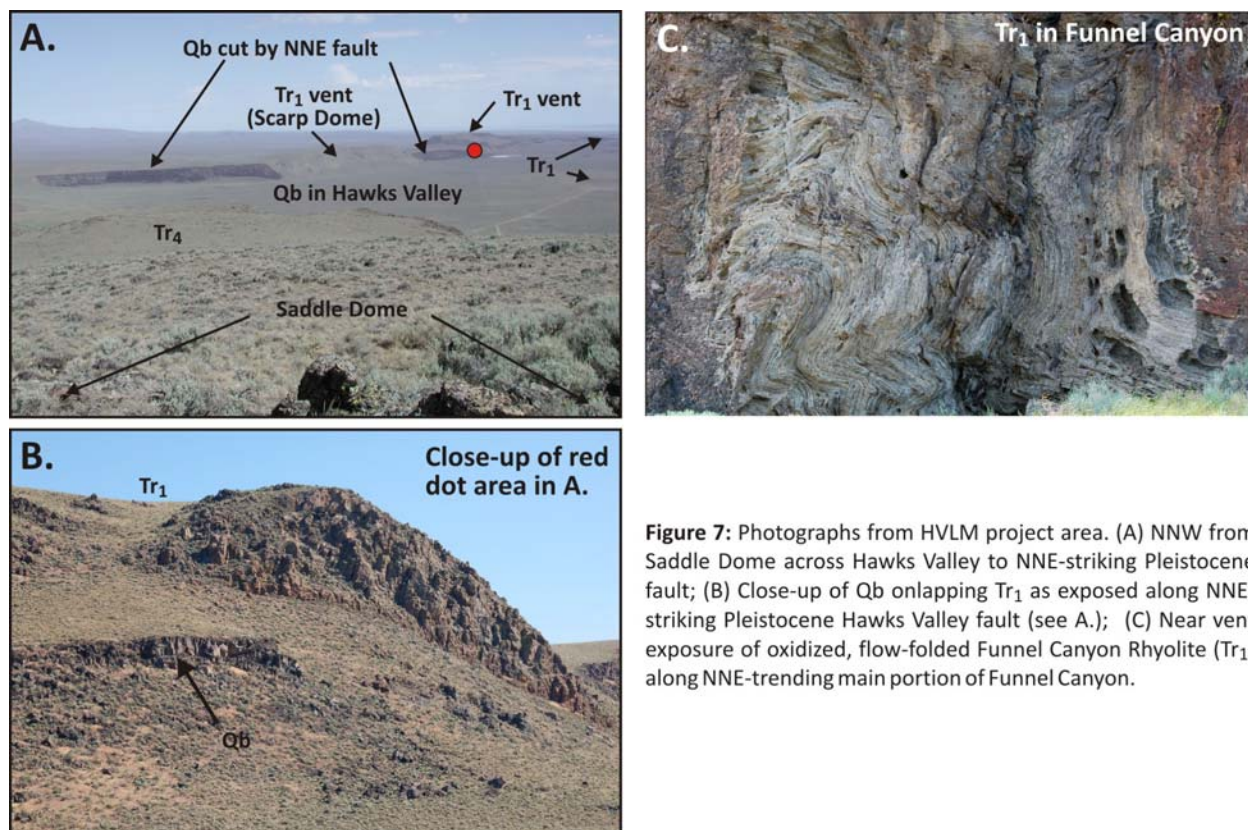 A.
Qb cut by NNE fault
Tr₁ vent
(Scarp Dome)
Tr₁ vent
Tr₁
Qb in Hawks Valley
Tr₄
Saddle Dome
B.
Close-up of red
dot area in A.
Tr₁
Qb
C.
Tr₁ in Funnel Canyon
Figure 7: Photographs from HVLM project area. (A) NNW from
Saddle Dome across Hawks Valley to NNE-striking Pleistocene
fault; (B) Close-up of Qb onlapping Tr₁ as exposed along NNE
striking Pleistocene Hawks Valley fault (see A.); (C) Near ven
exposure of oxidized, flow-folded Funnel Canyon Rhyolite (Tr₁
along NNE-trending main portion of Funnel Canyon.